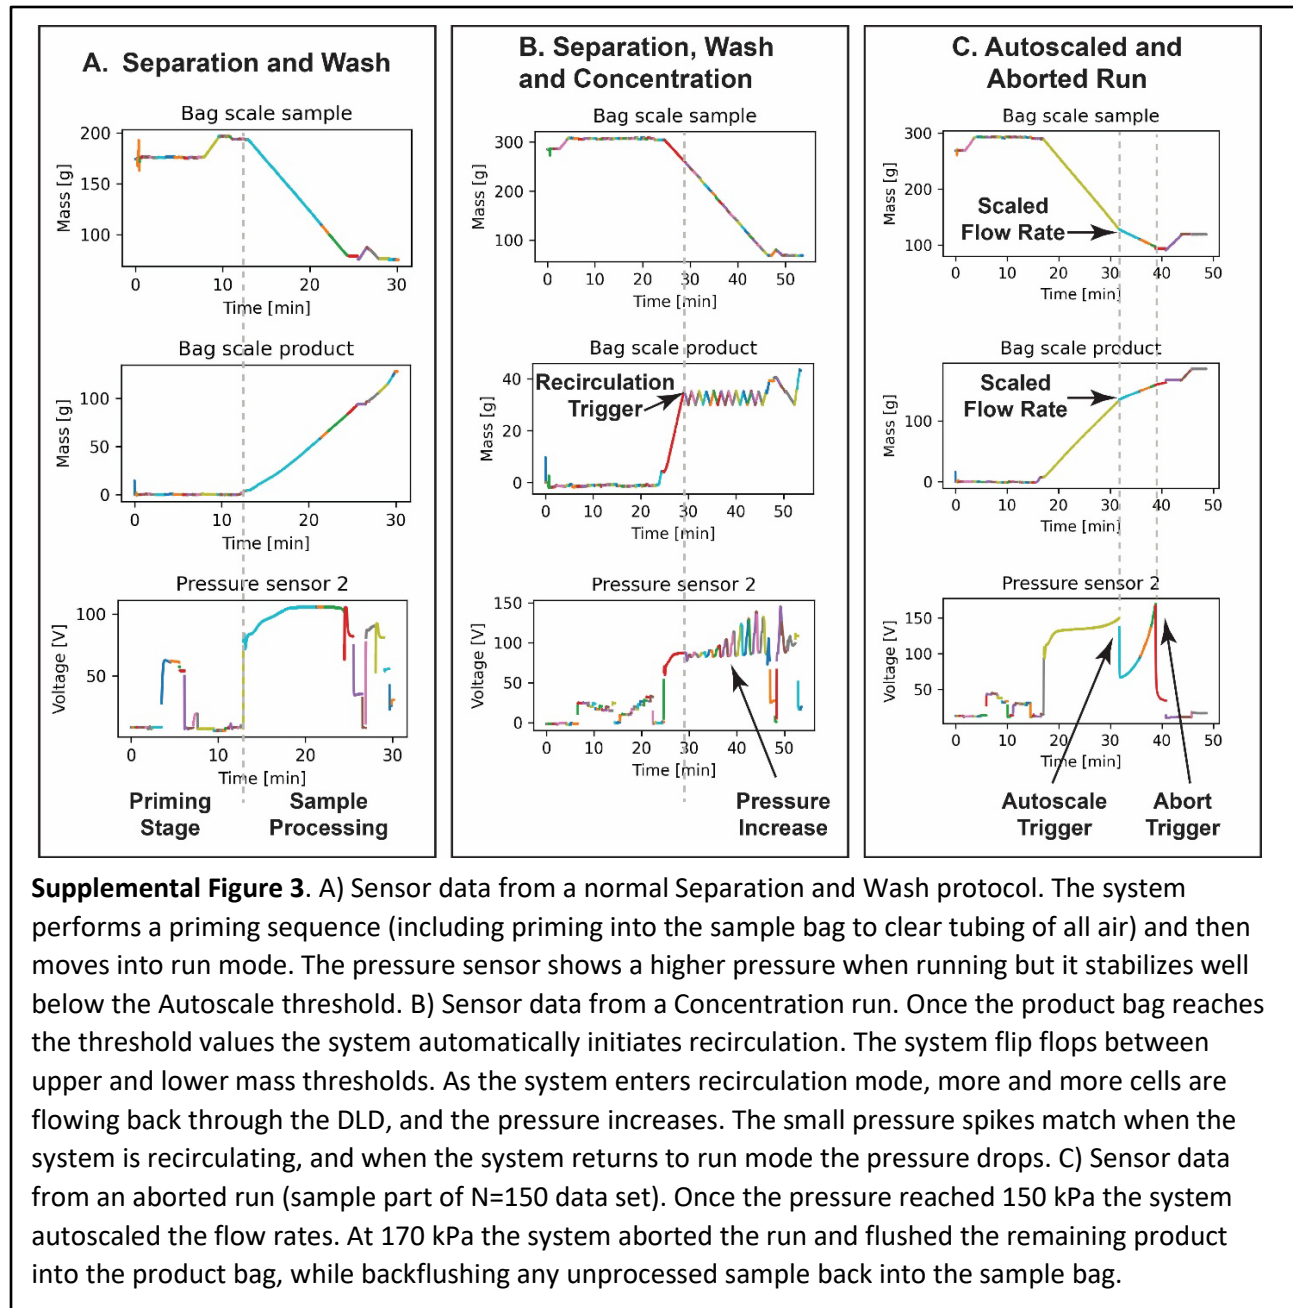 A. Separation and Wash
Bag scale sample
Mass [g]
200
150
100
0
10
20
30
Time [min]
Bag scale product
Mass [g]
100
50
0
0
10
20
30
Time [min]
Pressure sensor 2
Voltage [V]
100
50
0
10
20
30
Time [min]
Priming
Stage
Sample
Processing
B. Separation, Wash
and Concentration
Bag scale sample
Mass [g]
300
200
100
0
10
20
30
40
50
Time [min]
Bag scale product
Recirculation
Trigger
Mass [g]
40
20
0
0
10
20
30
40
50
Time [min]
Pressure sensor 2
Voltage [V]
150
100
50
0
0
10
20
30
40
50
Time [min]
Pressure
Increase
C. Autoscaled and
Aborted Run
Bag scale sample
Mass [g]
300
200
100
Scaled
Flow Rate
0
10
20
30
40
50
Time [min]
Bag scale product
Mass [g]
100
0
Scaled
Flow Rate
0
10
20
30
40
50
Time [min]
Pressure sensor 2
Voltage [V]
150
100
50
0
10
20
30
40
50
Time [min]
Autoscale
Trigger
Abort
Trigger
Supplemental Figure 3. A) Sensor data from a normal Separation and Wash protocol. The system
performs a priming sequence (including priming into the sample bag to clear tubing of all air) and then
moves into run mode. The pressure sensor shows a higher pressure when running but it stabilizes well
below the Autoscale threshold. B) Sensor data from a Concentration run. Once the product bag reaches
the threshold values the system automatically initiates recirculation. The system flip flops between
upper and lower mass thresholds. As the system enters recirculation mode, more and more cells are
flowing back through the DLD, and the pressure increases. The small pressure spikes match when the
system is recirculating, and when the system returns to run mode the pressure drops. C) Sensor data
from an aborted run (sample part of N=150 data set). Once the pressure reached 150 kPa the system
autoscaled the flow rates. At 170 kPa the system aborted the run and flushed the remaining product
into the product bag, while backflushing any unprocessed sample back into the sample bag.